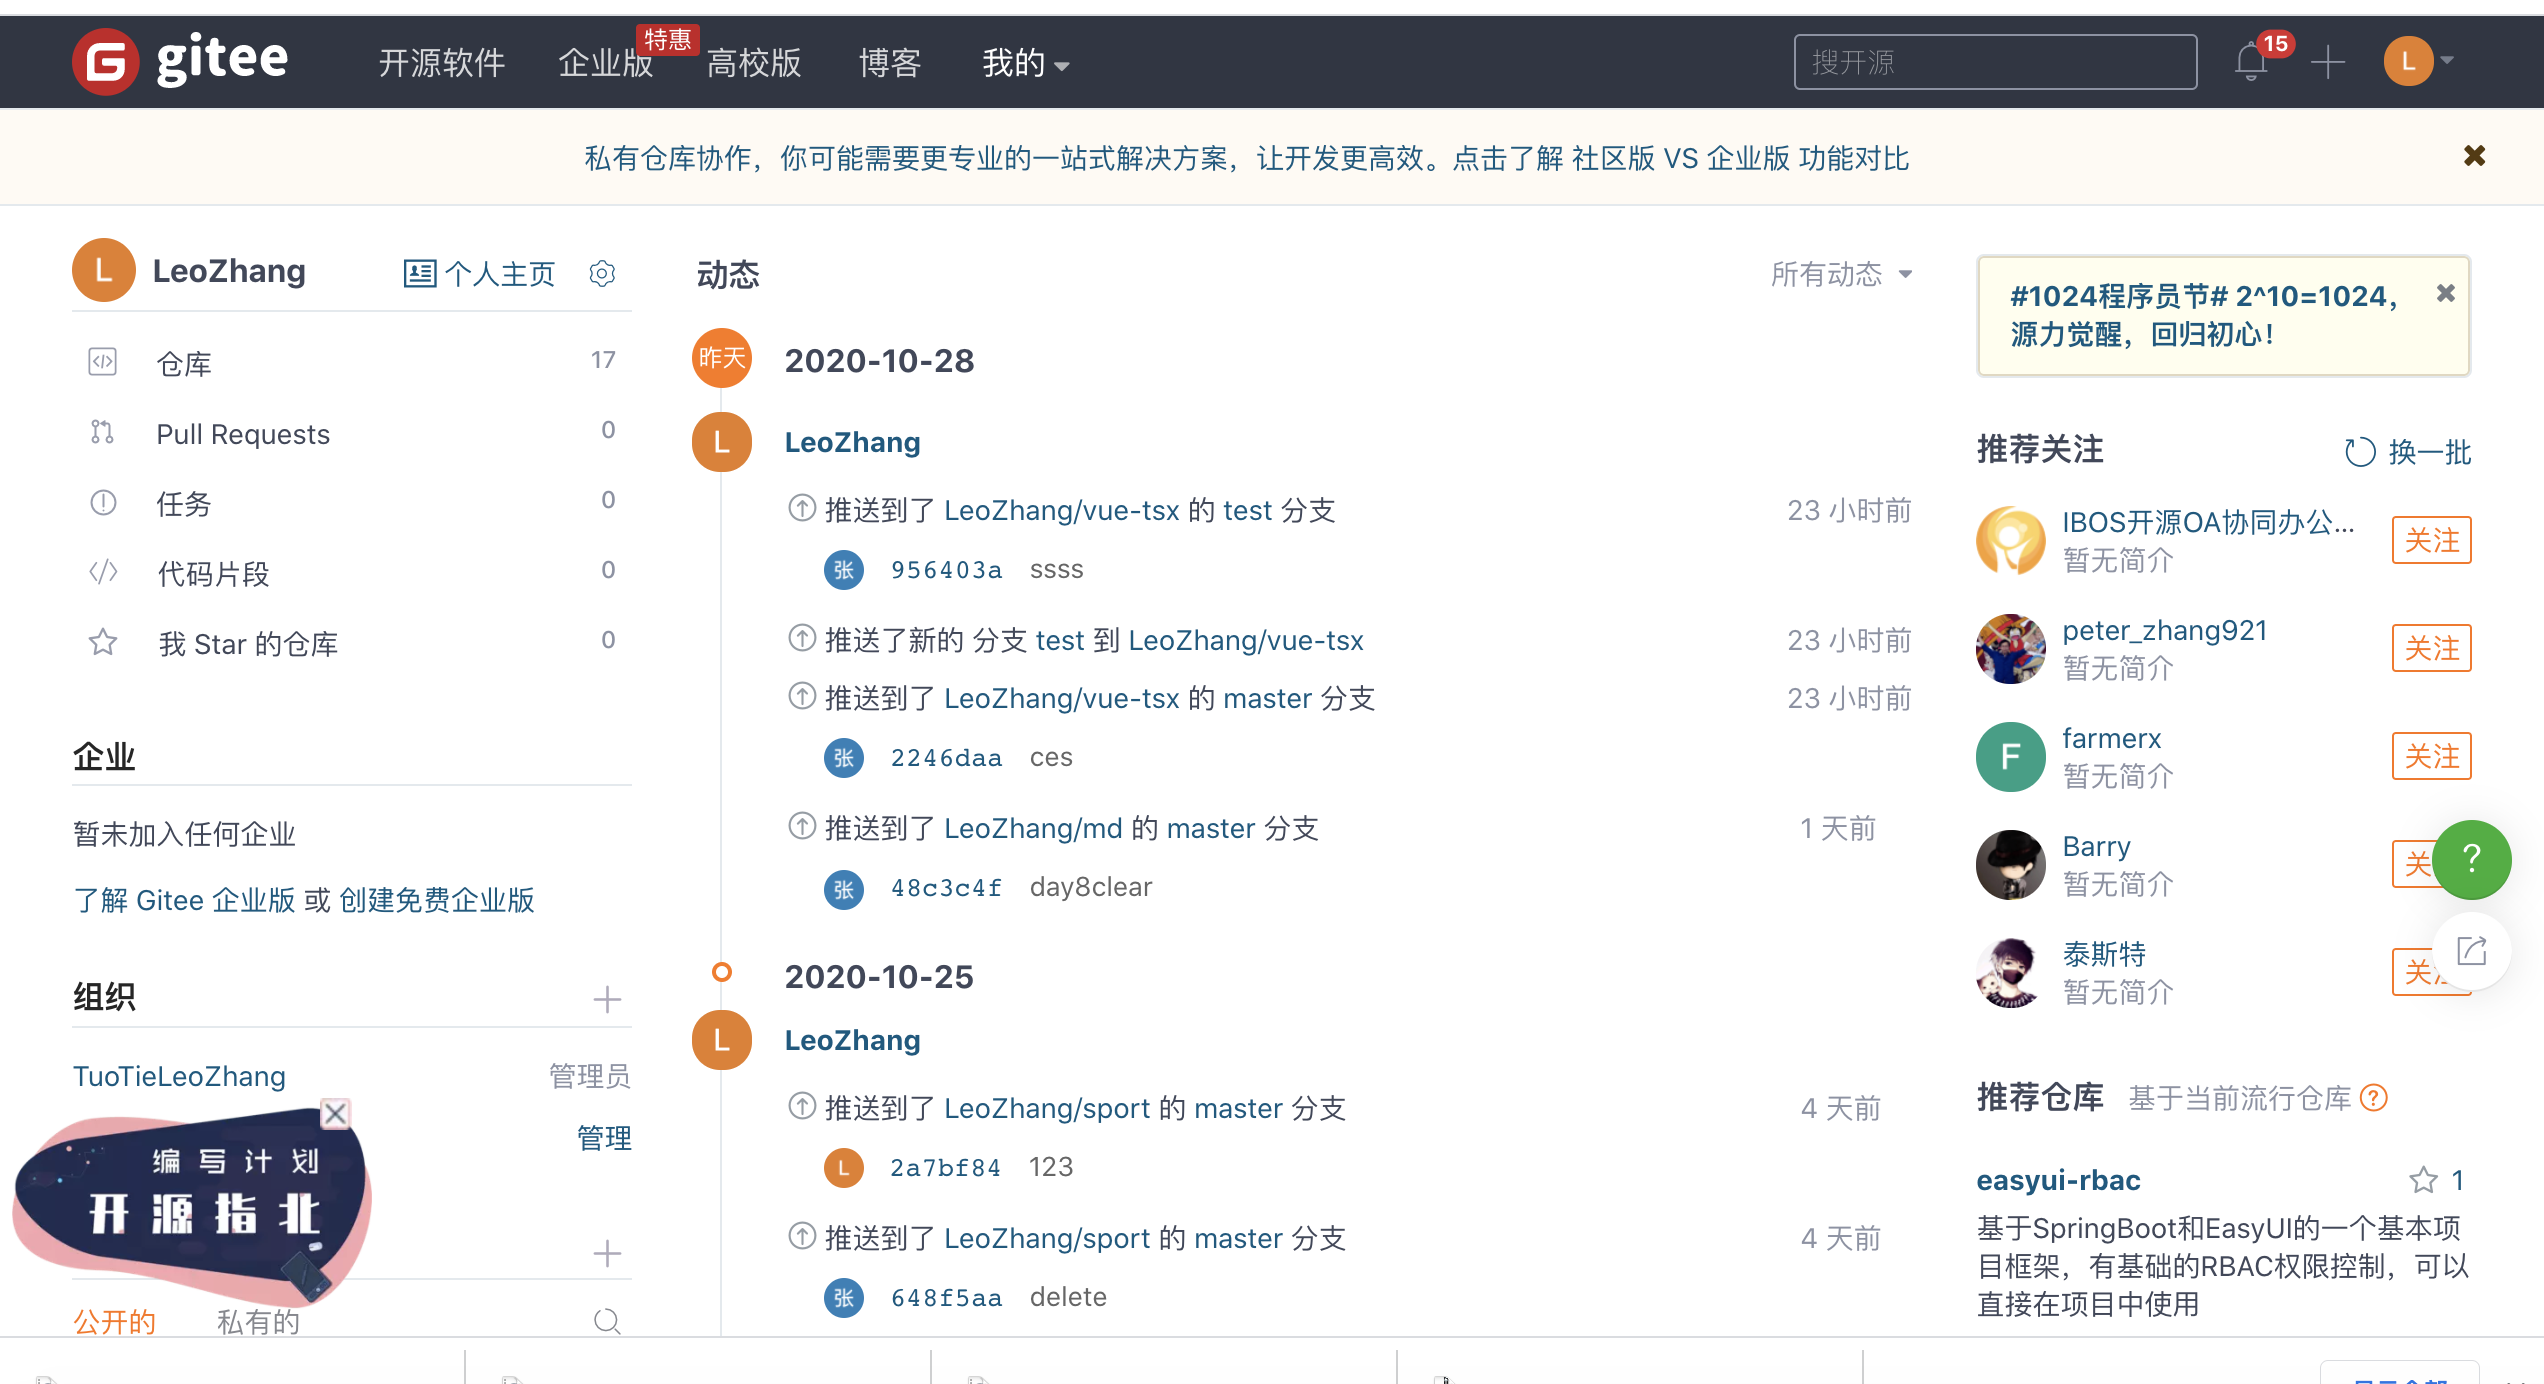 gitee
开源软件
企业版
特惠
高校版
博客
我的
搜开源
15
L
私有仓库协作，你可能需要更专业的一站式解决方案，让开发更高效。点击了解 社区版 VS 企业版 功能对比
L
LeoZhang
个人主页
仓库 17
Pull Requests 0
任务 0
代码片段 0
我 Star 的仓库 0
企业
暂未加入任何企业
了解 Gitee 企业版 或 创建免费企业版
组织
TuoTieLeoZhang 管理员
管理
编写计划
开源指北
公开的 私有的
动态 所有动态
昨天 2020-10-28
L LeoZhang
推送到了 LeoZhang/vue-tsx 的 test 分支 23 小时前
张 956403a ssss
推送了新的 分支 test 到 LeoZhang/vue-tsx 23 小时前
推送到了 LeoZhang/vue-tsx 的 master 分支 23 小时前
张 2246daa ces
推送到了 LeoZhang/md 的 master 分支 1 天前
张 48c3c4f day8clear
2020-10-25
L LeoZhang
推送到了 LeoZhang/sport 的 master 分支 4 天前
L 2a7bf84 123
推送到了 LeoZhang/sport 的 master 分支 4 天前
张 648f5aa delete
#1024程序员节# 2^10=1024，
源力觉醒，回归初心！
推荐关注 换一批
IBOS开源OA协同办公...
暂无简介
关注
peter_zhang921
暂无简介
关注
F
farmerx
暂无简介
关注
Barry
暂无简介
关
?
泰斯特
暂无简介
关
推荐仓库 基于当前流行仓库 ?
easyui-rbac 1
基于SpringBoot和EasyUI的一个基本项
目框架，有基础的RBAC权限控制，可以
直接在项目中使用